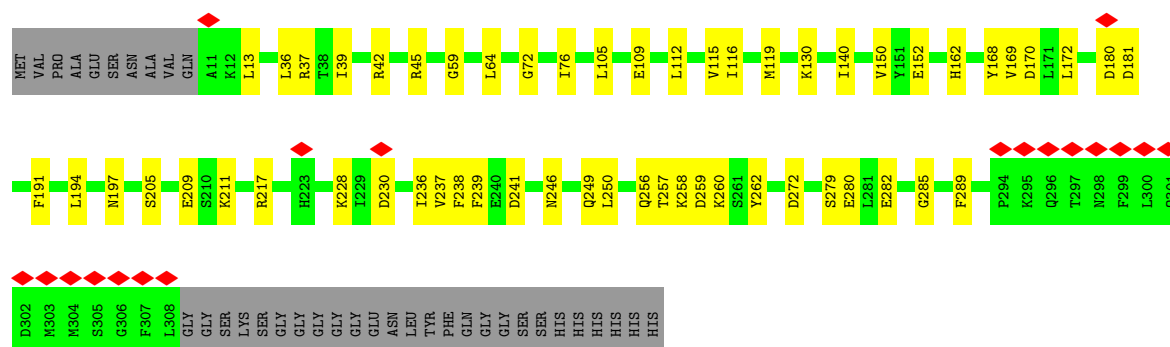 MET VAL PRO ALA GLU SER ASN ALA VAL GLN A11 K12 L13 L36 R37 T38 I39 R42 R45 G59 L64 G72 I76 L105 E109 L112 V115 I116 M119 K130 I140 V150 Y151 E152 H162 Y168 V169 D170 L171 L172 D180 D181
F191 L194 N197 S205 E209 S210 K211 R217 H223 K228 I229 D230 I236 V237 F238 F239 E240 D241 N246 Q249 L250 Q256 T257 K258 D259 K260 S261 Y262 D272 S279 E280 L281 E282 G285 F289 P294 K295 Q296 T297 N298 F299 L300
D302 M303 M304 S305 G306 F307 L308 GLY GLY SER LYS SER GLY GLY GLY GLY GLY GLU ASN LEU TYR PHE GLN GLY GLY SER SER HIS HIS HIS HIS HIS HIS